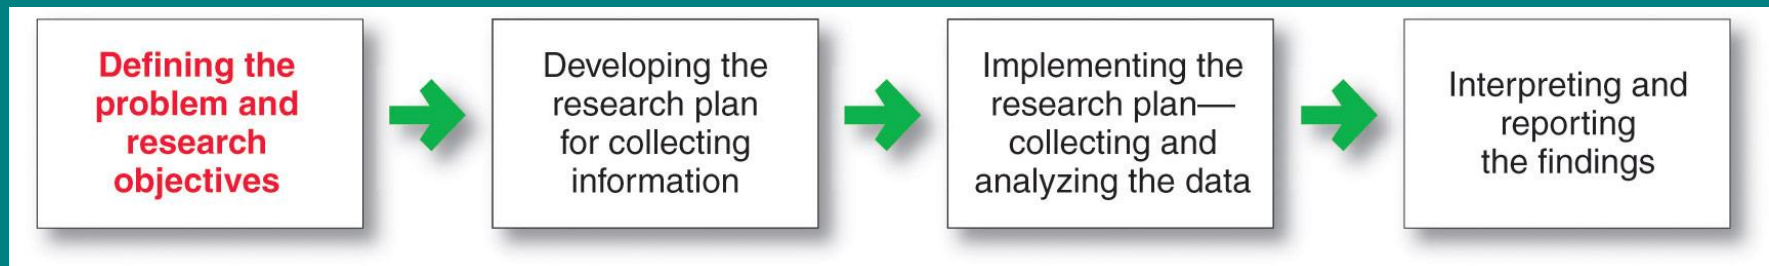 Defining the
problem and
research
objectives
Developing the
research plan
for collecting
information
Implementing the
research plan—
collecting and
analyzing the data
Interpreting and
reporting
the findings